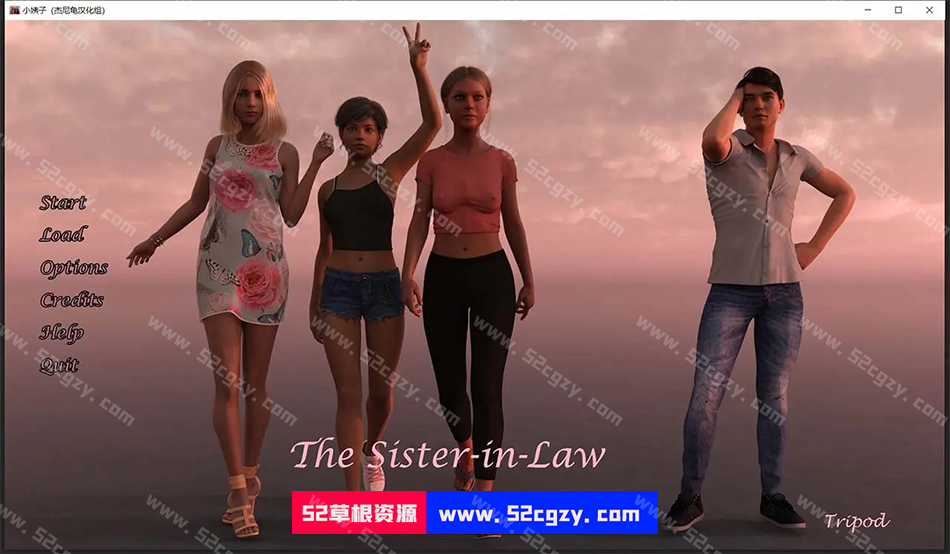 小姨子 (杰尼龟汉化组)
Start
Load
Options
Credits
Help
Quit
The Sister-in-Law
52草根资源 www.52cgzy.com
Tripod
www.52cgzy.com